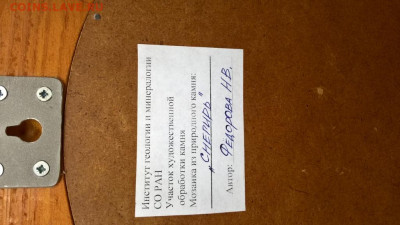 COINS.LAVE.RU
Институт геологии и минералогии
СО РАН
Участок художественной
обработки камня
Мозаика из природного камня:
„СНЕГИРЬ"
Автор: ФЕДОРОВА Н.В.